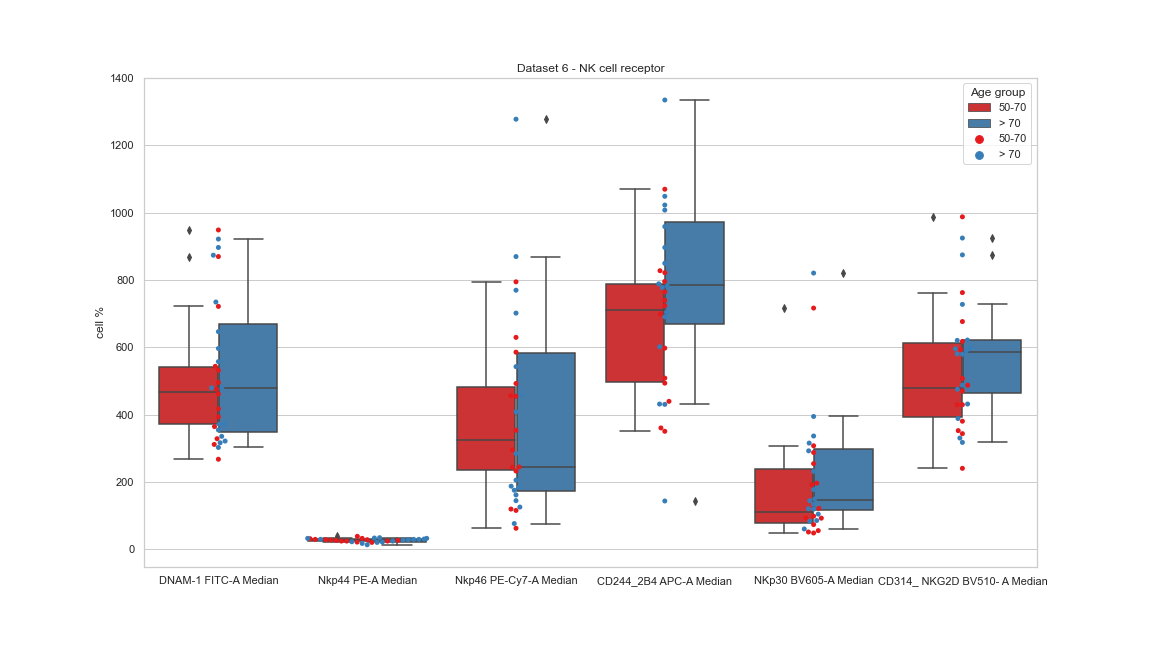 Dataset 6 - NK cell receptor
Age group
50-70
> 70
50-70
> 70
1400
1200
1000
800
600
400
200
0
cell %
DNAM-1 FITC-A Median
Nkp44 PE-A Median
Nkp46 PE-Cy7-A Median
CD244_2B4 APC-A Median
NKp30 BV605-A Median
CD314_ NKG2D BV510- A Median